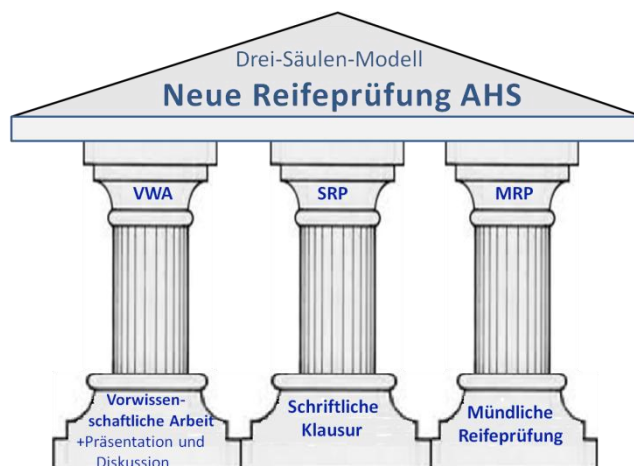 Drei-Säulen-Modell
Neue Reifeprüfung AHS
VWA
SRP
MRP
Vorwissen-
schaftliche Arbeit
+Präsentation und
Diskussion
Schriftliche
Klausur
Mündliche
Reifeprüfung